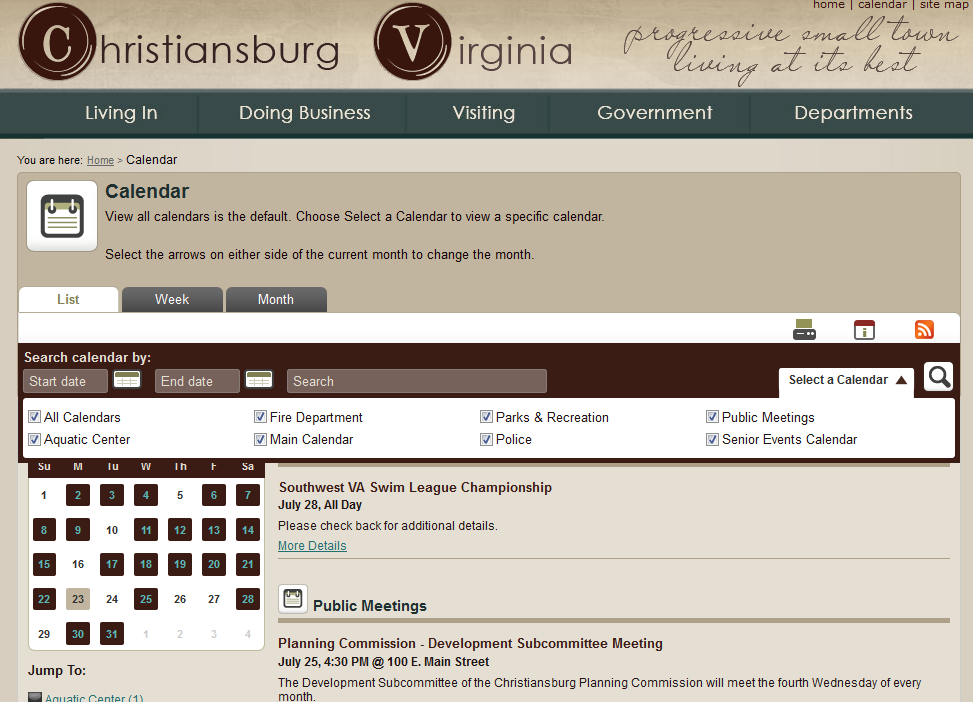 home | calendar | site map
Christiansburg Virginia
progressive small town
living at its best
Living In Doing Business Visiting Government Departments
You are here: Home > Calendar
Calendar
View all calendars is the default. Choose Select a Calendar to view a specific calendar.
Select the arrows on either side of the current month to change the month.
List Week Month
Search calendar by:
Start date End date Search Select a Calendar
All Calendars Fire Department Parks & Recreation Public Meetings
Aquatic Center Main Calendar Police Senior Events Calendar
Su M Tu W Th F Sa
1 2 3 4 5 6 7
8 9 10 11 12 13 14
15 16 17 18 19 20 21
22 23 24 25 26 27 28
29 30 31 1 2 3 4
Jump To:
Aquatic Center (1)
Southwest VA Swim League Championship
July 28, All Day
Please check back for additional details.
More Details
Public Meetings
Planning Commission - Development Subcommittee Meeting
July 25, 4:30 PM @ 100 E. Main Street
The Development Subcommittee of the Christiansburg Planning Commission will meet the fourth Wednesday of every
month.